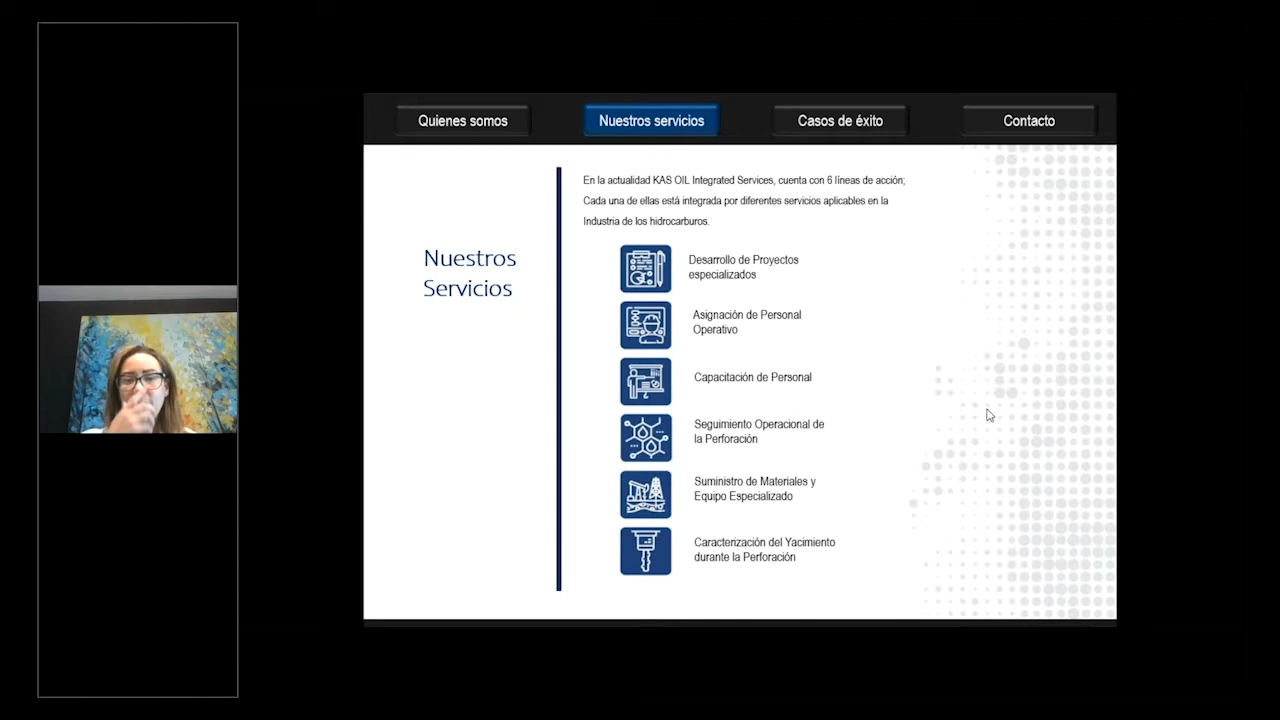 Quienes somos
Nuestros servicios
Casos de éxito
Contacto
En la actualidad KAS OIL Integrated Services, cuenta con 6 líneas de acción;
Cada una de ellas está integrada por diferentes servicios aplicables en la
Industria de los hidrocarburos.
Nuestros
Servicios
Desarrollo de Proyectos
especializados
Asignación de Personal
Operativo
Capacitación de Personal
Seguimiento Operacional de
la Perforación
Suministro de Materiales y
Equipo Especializado
Caracterización del Yacimiento
durante la Perforación